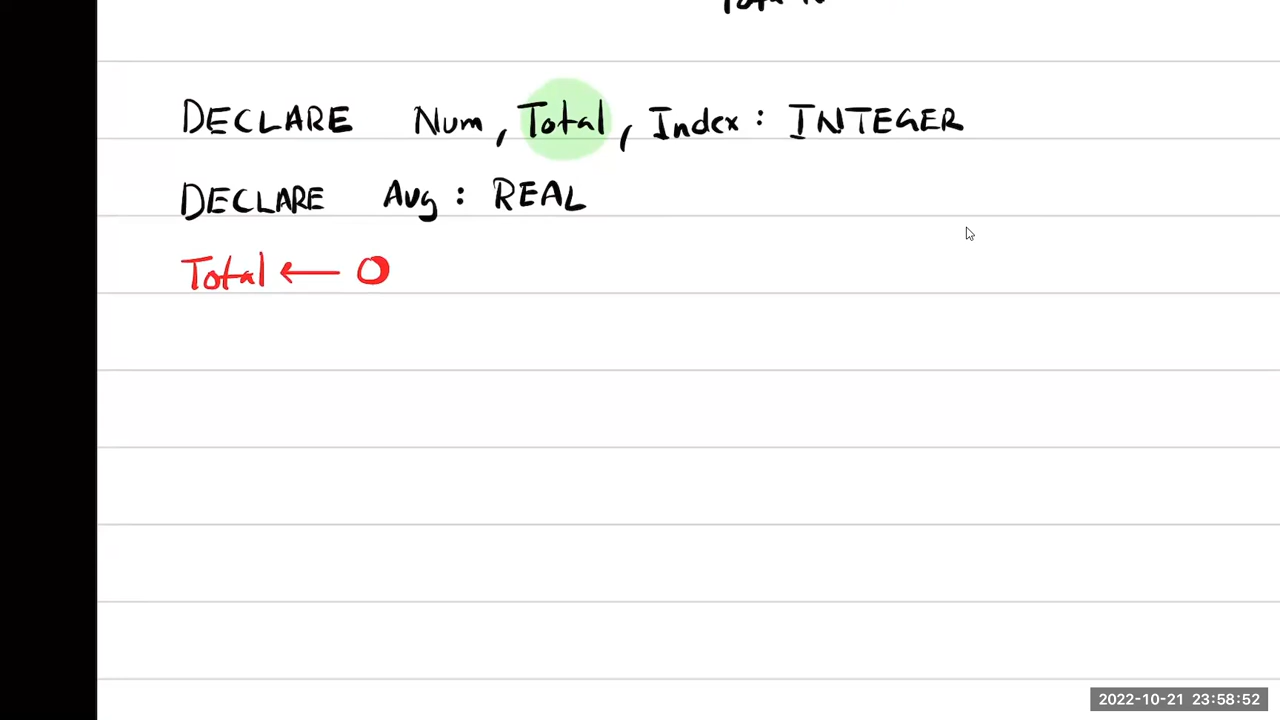 DECLARE Num, Total, Index: INTEGER
DECLARE Avg: REAL
Total ← 0
2022-10-21 23:58:52